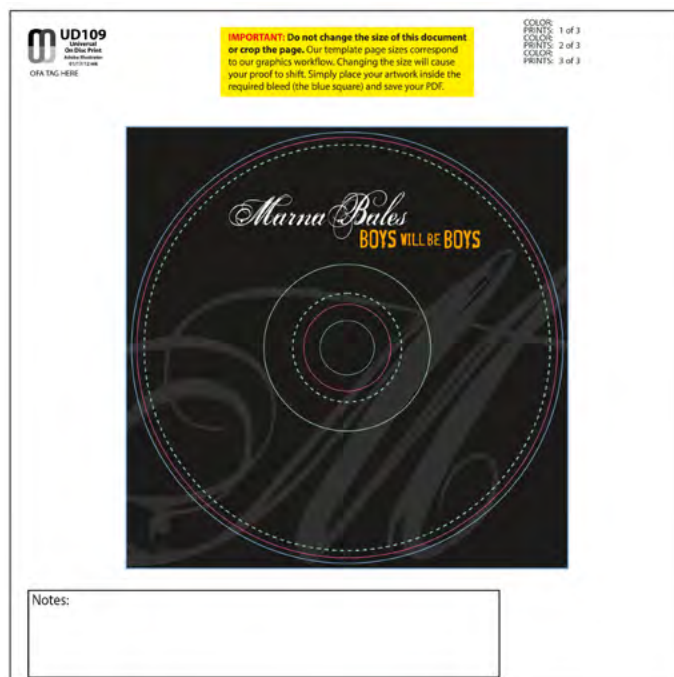 UD109
Universal
On Disc Print
Adobe Illustrator
OFA TAG HERE
IMPORTANT: Do not change the size of this document
or crop the page. Our template page sizes correspond
to our graphics workflow. Changing the size will cause
your proof to shift. Simply place your artwork inside the
required bleed (the blue square) and save your PDF.
COLOR:
PRINTS: 1 of 3
COLOR:
PRINTS: 2 of 3
COLOR:
PRINTS: 3 of 3
Marna Bales
BOYS WILL BE BOYS
Notes: